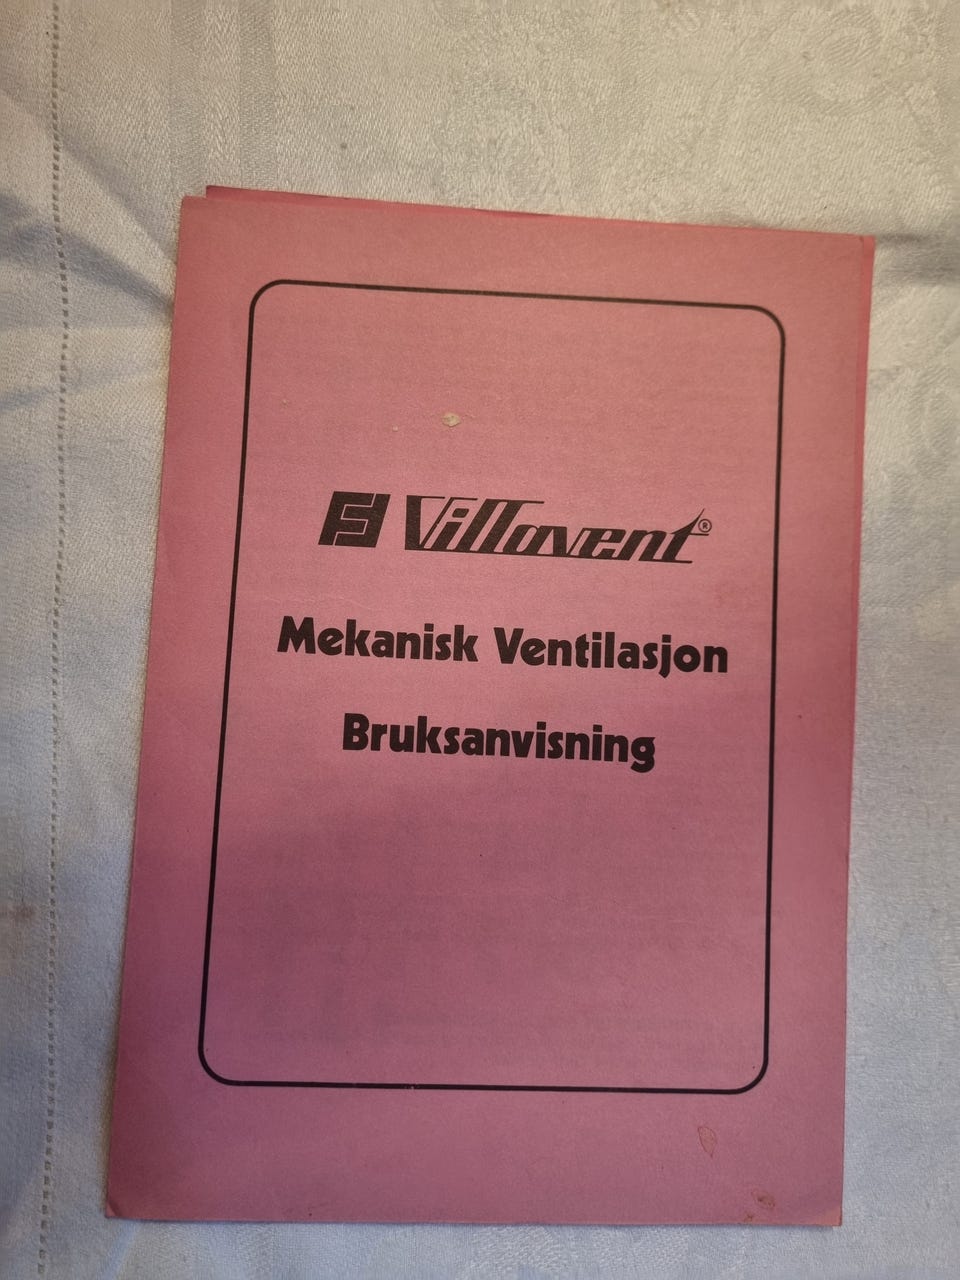 Villavent®
Mekanisk Ventilasjon
Bruksanvisning